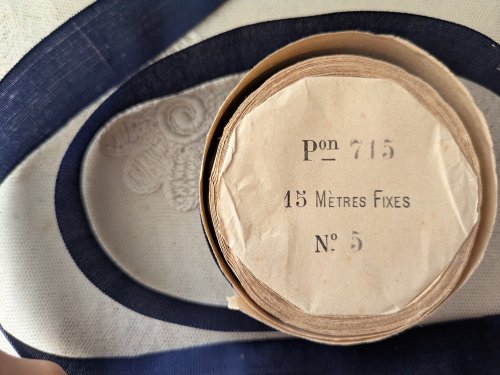 Pon 715
15 MÈTRES FIXES
No. 5